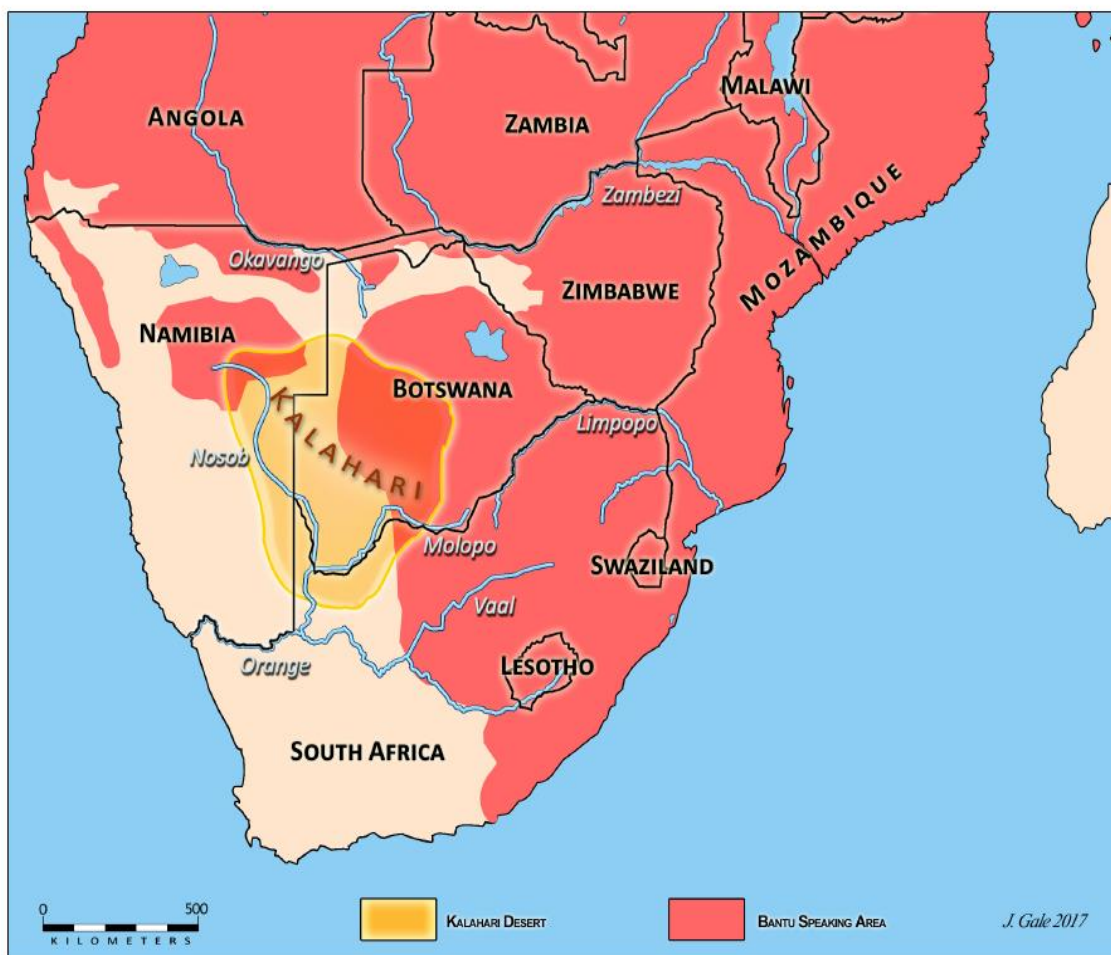 MALAWI
ANGOLA
ZAMBIA
Zambezi
MOZAMBIQUE
Okavango
ZIMBABWE
NAMIBIA
BOTSWANA
KALAHARI
Limpopo
Nosob
Molopo
SWAZILAND
Vaal
Orange
LESOTHO
SOUTH AFRICA
0 500
KILOMETERS
KALAHARI DESERT
BANTU SPEAKING AREA
J. Gale 2017